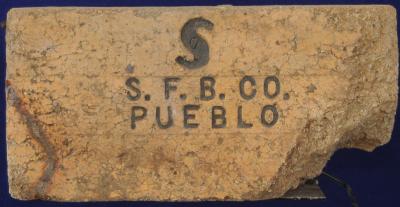 S
S. F. B. CO.
PUEBLO